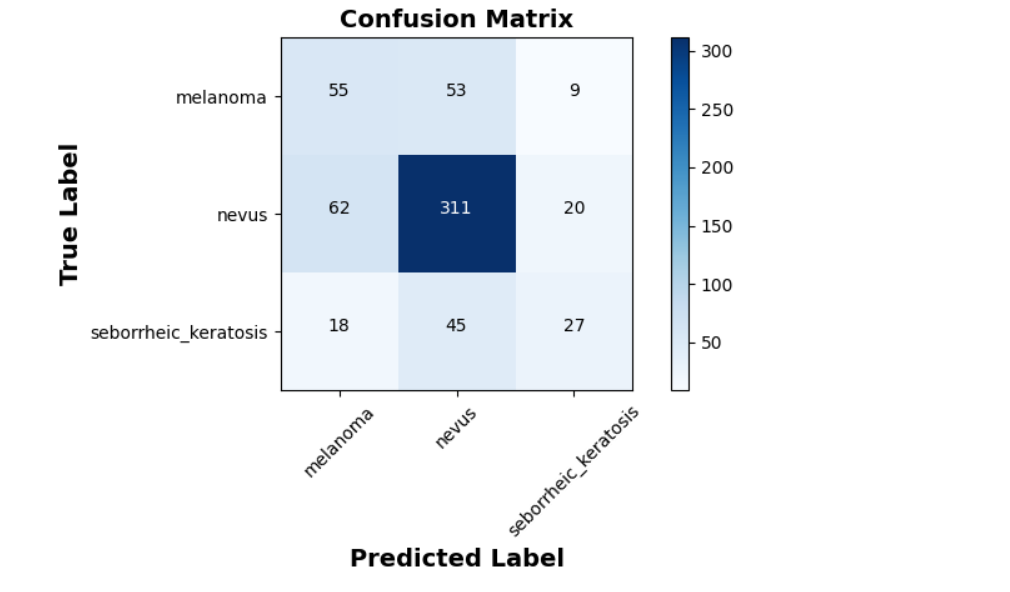 Confusion Matrix
True Label
melanoma 55 53 9
nevus 62 311 20
seborrheic_keratosis 18 45 27
melanoma nevus seborrheic_keratosis
Predicted Label
300
250
200
150
100
50